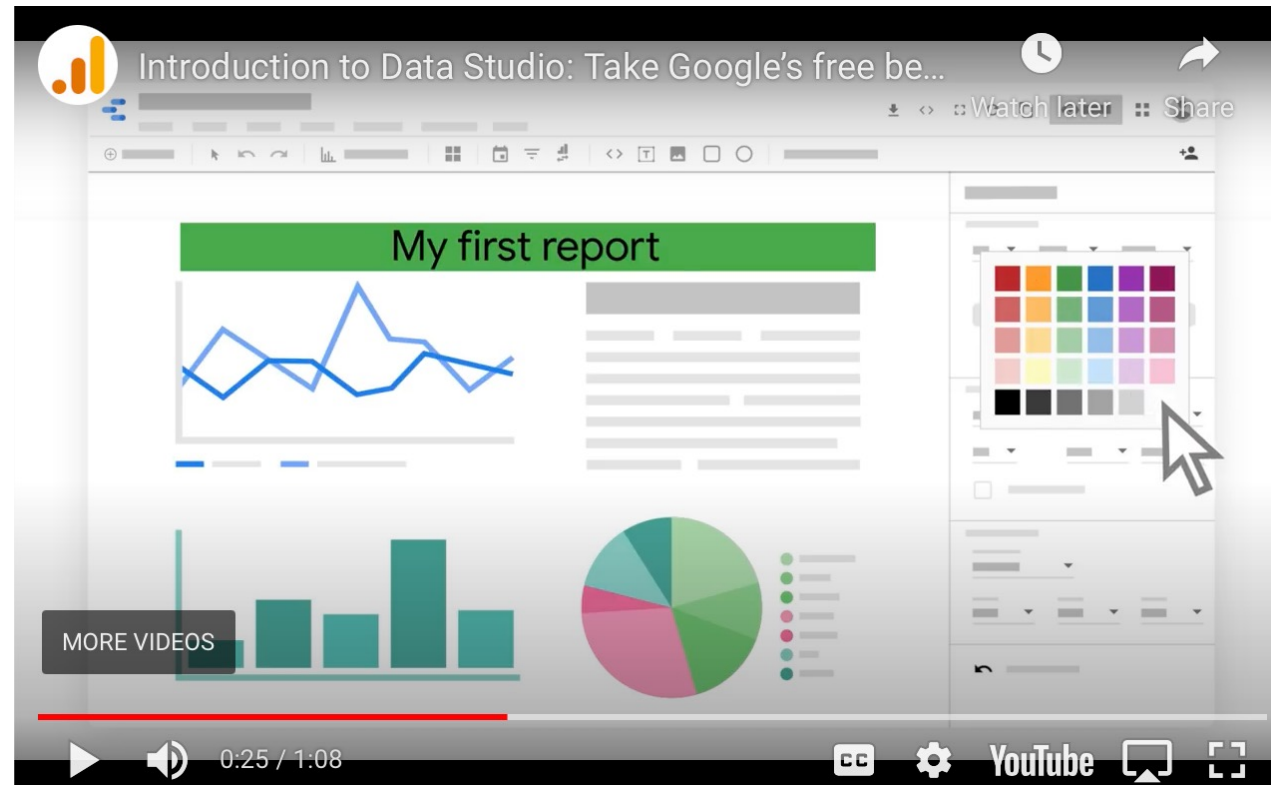 Introduction to Data Studio: Take Google’s free be...
Watch later
Share
My first report
MORE VIDEOS
0:25 / 1:08
CC
YouTube